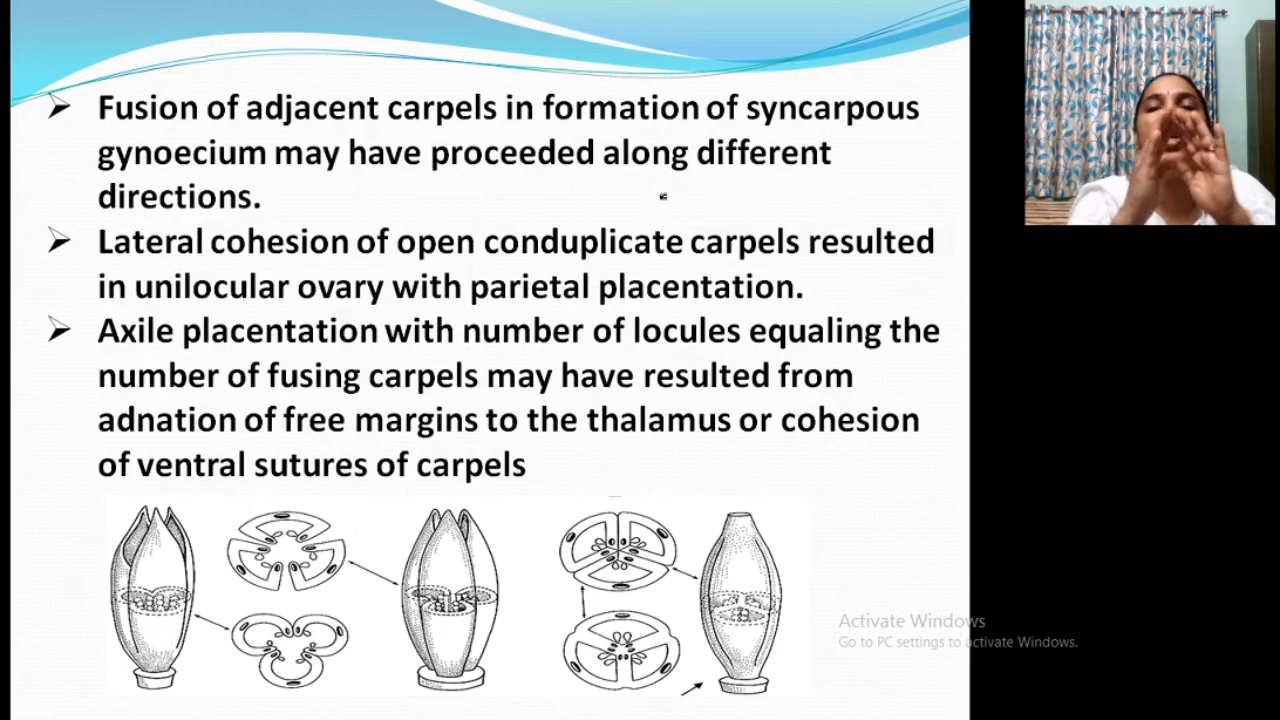 Fusion of adjacent carpels in formation of syncarpous
gynoecium may have proceeded along different
directions.
Lateral cohesion of open conduplicate carpels resulted
in unilocular ovary with parietal placentation.
Axile placentation with number of locules equaling the
number of fusing carpels may have resulted from
adnation of free margins to the thalamus or cohesion
of ventral sutures of carpels
Activate Windows
Go to PC settings to activate Windows.